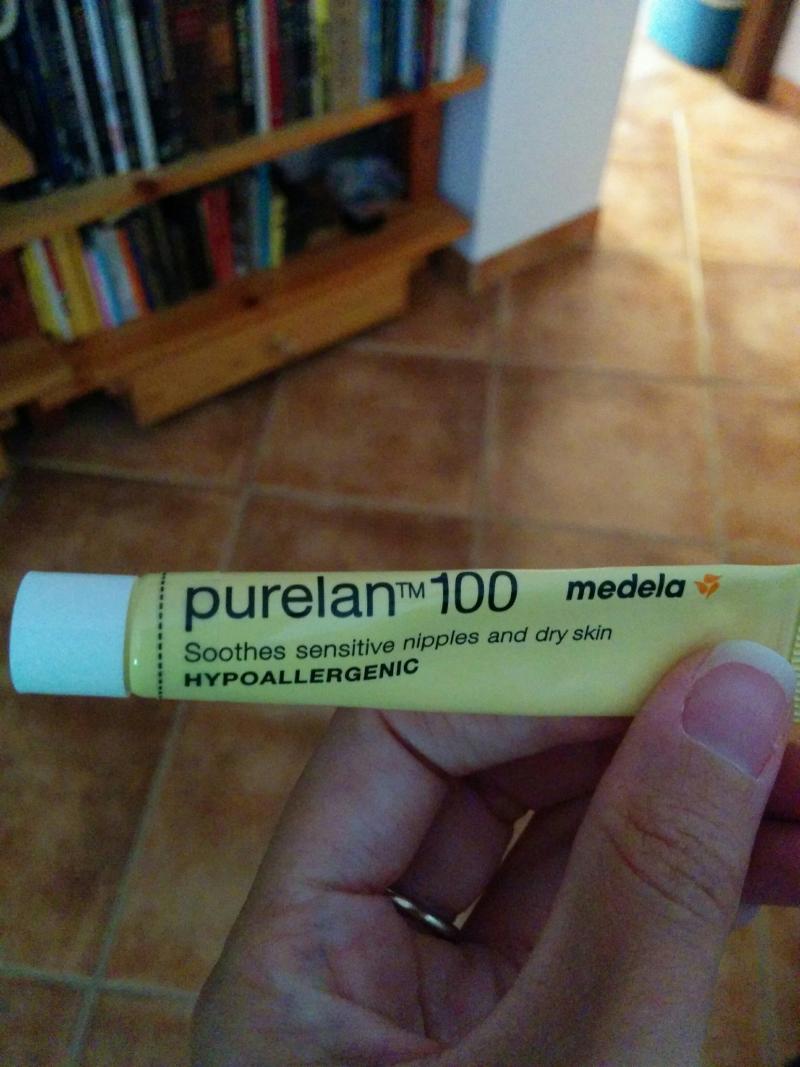 purelan™100 medela
Soothes sensitive nipples and dry skin
HYPOALLERGENIC